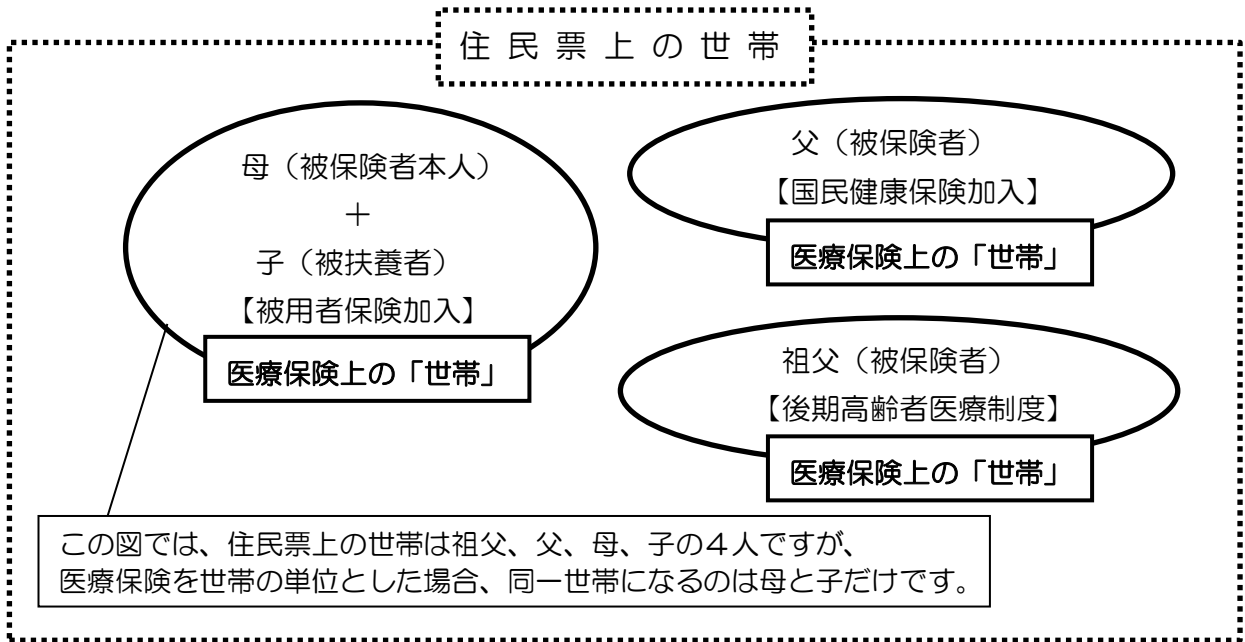 住民票上の世帯
母（被保険者本人）
＋
子（被扶養者）
【被用者保険加入】
医療保険上の「世帯」
父（被保険者）
【国民健康保険加入】
医療保険上の「世帯」
祖父（被保険者）
【後期高齢者医療制度】
医療保険上の「世帯」
この図では、住民票上の世帯は祖父、父、母、子の４人ですが、
医療保険を世帯の単位とした場合、同一世帯になるのは母と子だけです。